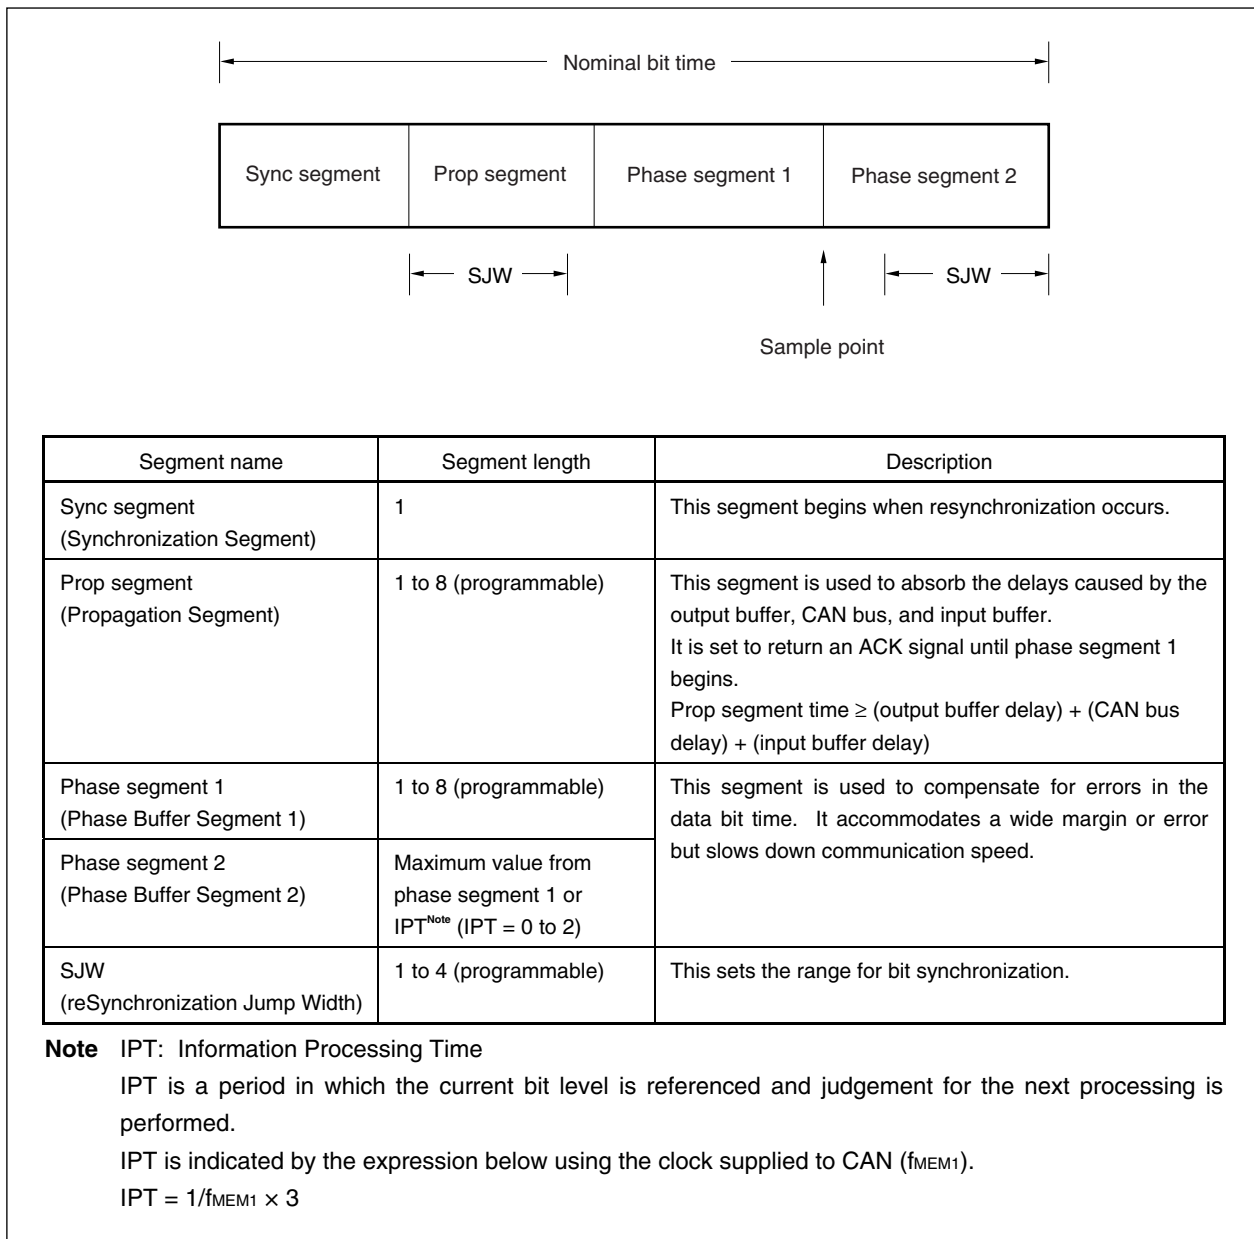 Nominal bit time
Sync segment
Prop segment
Phase segment 1
Phase segment 2
SJW
SJW
Sample point
Segment name
Segment length
Description
Sync segment
(Synchronization Segment)
1
This segment begins when resynchronization occurs.
Prop segment
(Propagation Segment)
1 to 8 (programmable)
This segment is used to absorb the delays caused by the
output buffer, CAN bus, and input buffer.
It is set to return an ACK signal until phase segment 1
begins.
Prop segment time ≥ (output buffer delay) + (CAN bus
delay) + (input buffer delay)
Phase segment 1
(Phase Buffer Segment 1)
1 to 8 (programmable)
This segment is used to compensate for errors in the
data bit time. It accommodates a wide margin or error
but slows down communication speed.
Phase segment 2
(Phase Buffer Segment 2)
Maximum value from
phase segment 1 or
IPTNote (IPT = 0 to 2)
SJW
(reSynchronization Jump Width)
1 to 4 (programmable)
This sets the range for bit synchronization.
Note IPT: Information Processing Time
IPT is a period in which the current bit level is referenced and judgement for the next processing is
performed.
IPT is indicated by the expression below using the clock supplied to CAN (fMEM1).
IPT = 1/fMEM1 × 3